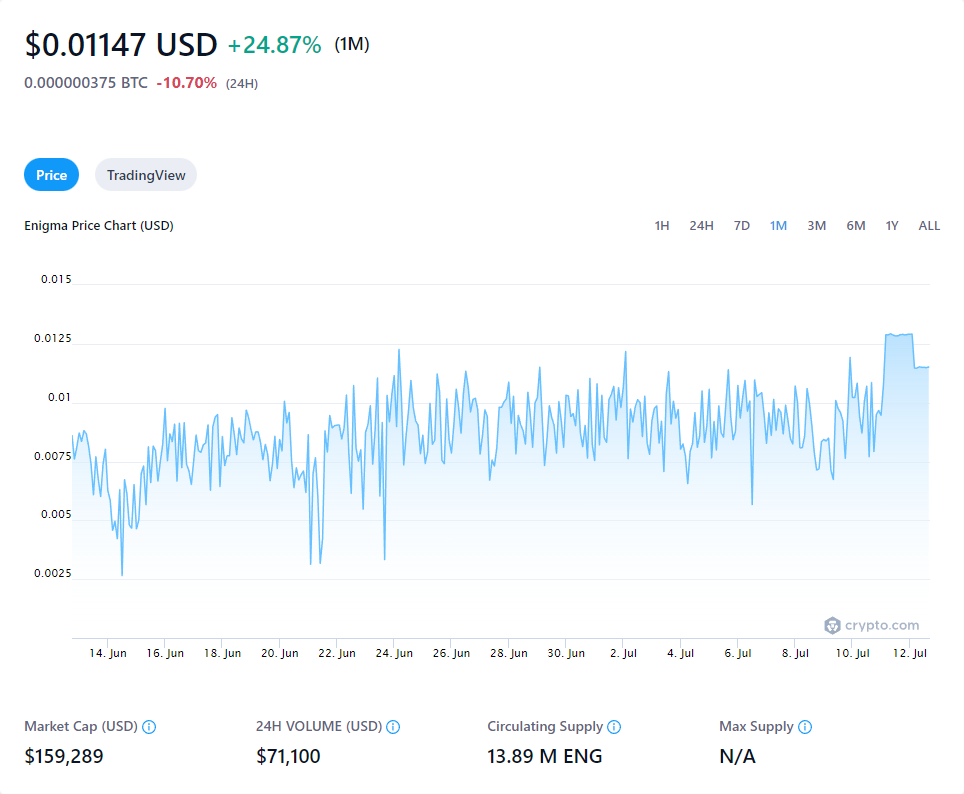 $0.01147 USD +24.87% (1M)
0.000000375 BTC -10.70% (24H)
Price TradingView
Enigma Price Chart (USD) 1H 24H 7D 1M 3M 6M 1Y ALL
0.015
0.0125
0.01
0.0075
0.005
0.0025
crypto.com
14. Jun 16. Jun 18. Jun 20. Jun 22. Jun 24. Jun 26. Jun 28. Jun 30. Jun 2. Jul 4. Jul 6. Jul 8. Jul 10. Jul 12. Jul
Market Cap (USD) 24H VOLUME (USD) Circulating Supply Max Supply
$159,289 $71,100 13.89 M ENG N/A